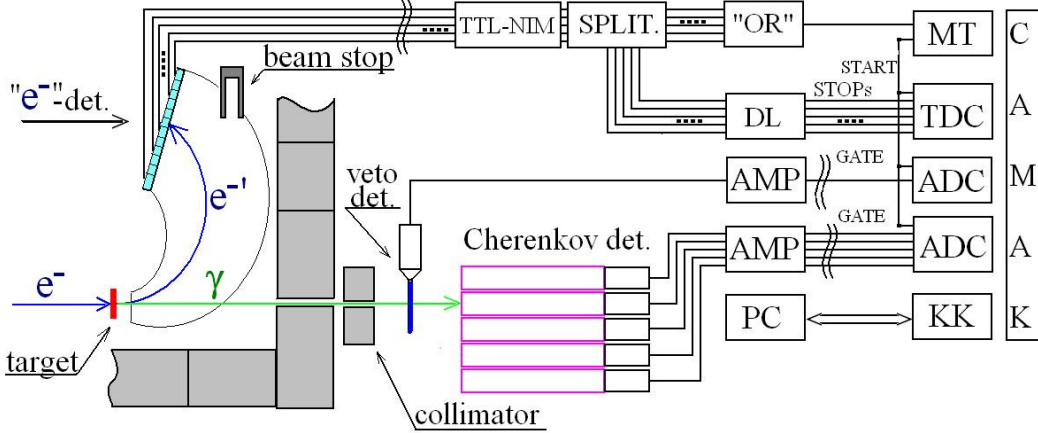 TTL-NIM SPLIT. "OR" MT C
beam stop
START
"e⁻"-det.
STOPs
DL TDC A
GATE
veto
det.
AMP ADC M
e⁻'
GATE
Cherenkov det.
AMP ADC A
γ
e⁻
PC KK K
target
collimator